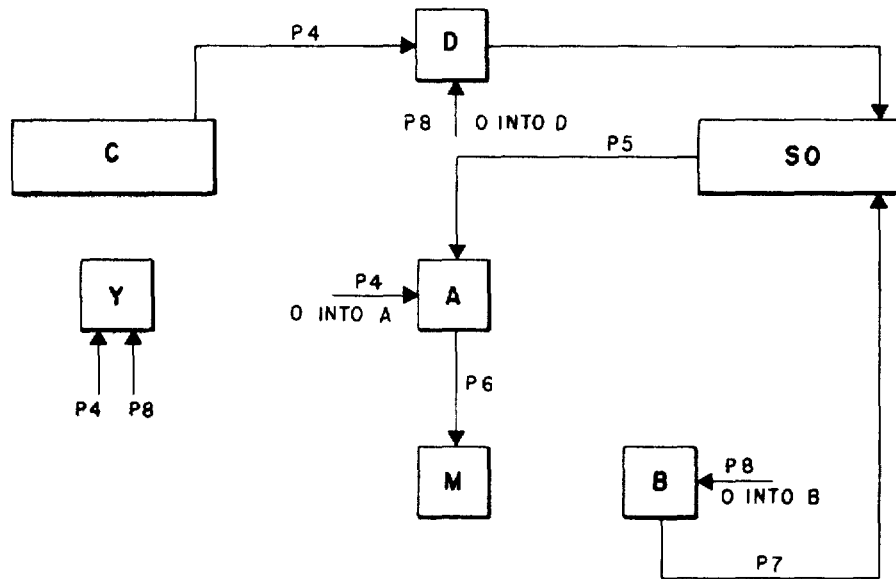 P4
D
P8 0 INTO D
C
P5
SO
Y
P4
0 INTO A
A
P4 P8
P6
M
B
P8
0 INTO B
P7